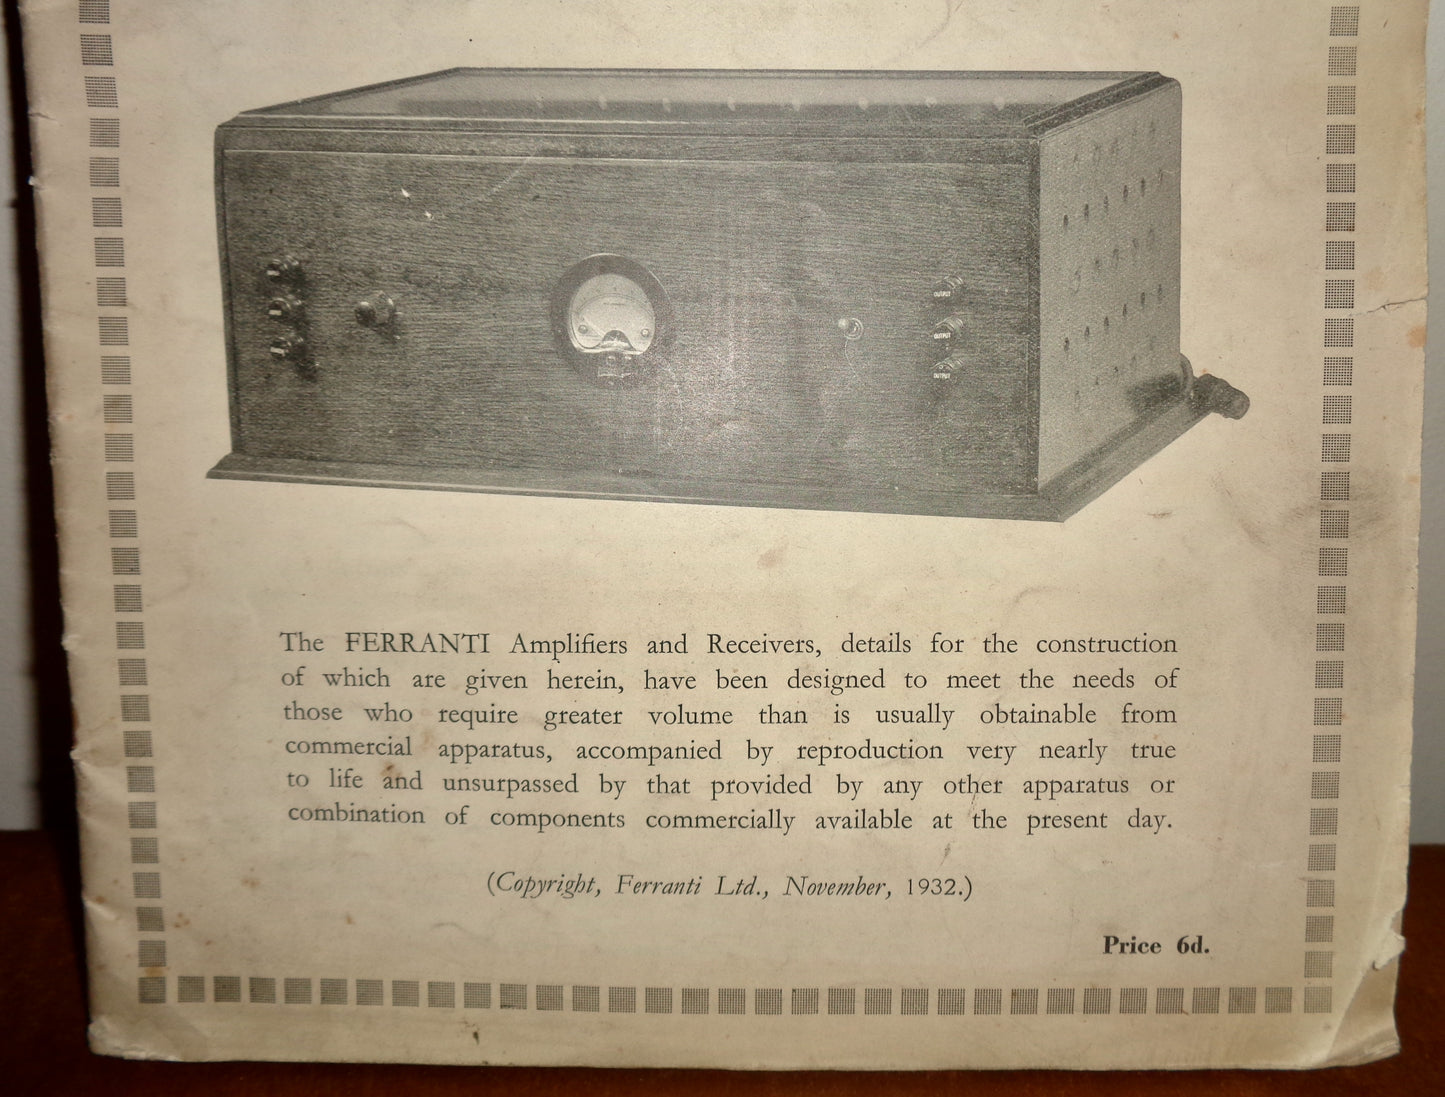 OUTPUT
OUTPUT
OUTPUT
The FERRANTI Amplifiers and Receivers, details for the construction
of which are given herein, have been designed to meet the needs of
those who require greater volume than is usually obtainable from
commercial apparatus, accompanied by reproduction very nearly true
to life and unsurpassed by that provided by any other apparatus or
combination of components commercially available at the present day.
(Copyright, Ferranti Ltd., November, 1932.)
Price 6d.